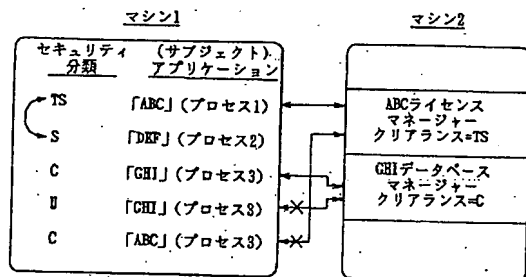 マシン1
マシン2
セキュリティ
分類
(サブジェクト)
アプリケーション
TS 「ABC」(プロセス1)
S 「DEF」(プロセス2)
C 「GHI」(プロセス3)
U 「GHI」(プロセス3)
C 「ABC」(プロセス3)
ABCライセンス
マネージャー
クリアランス=TS
GHIデータベース
マネージャー
クリアランス=C